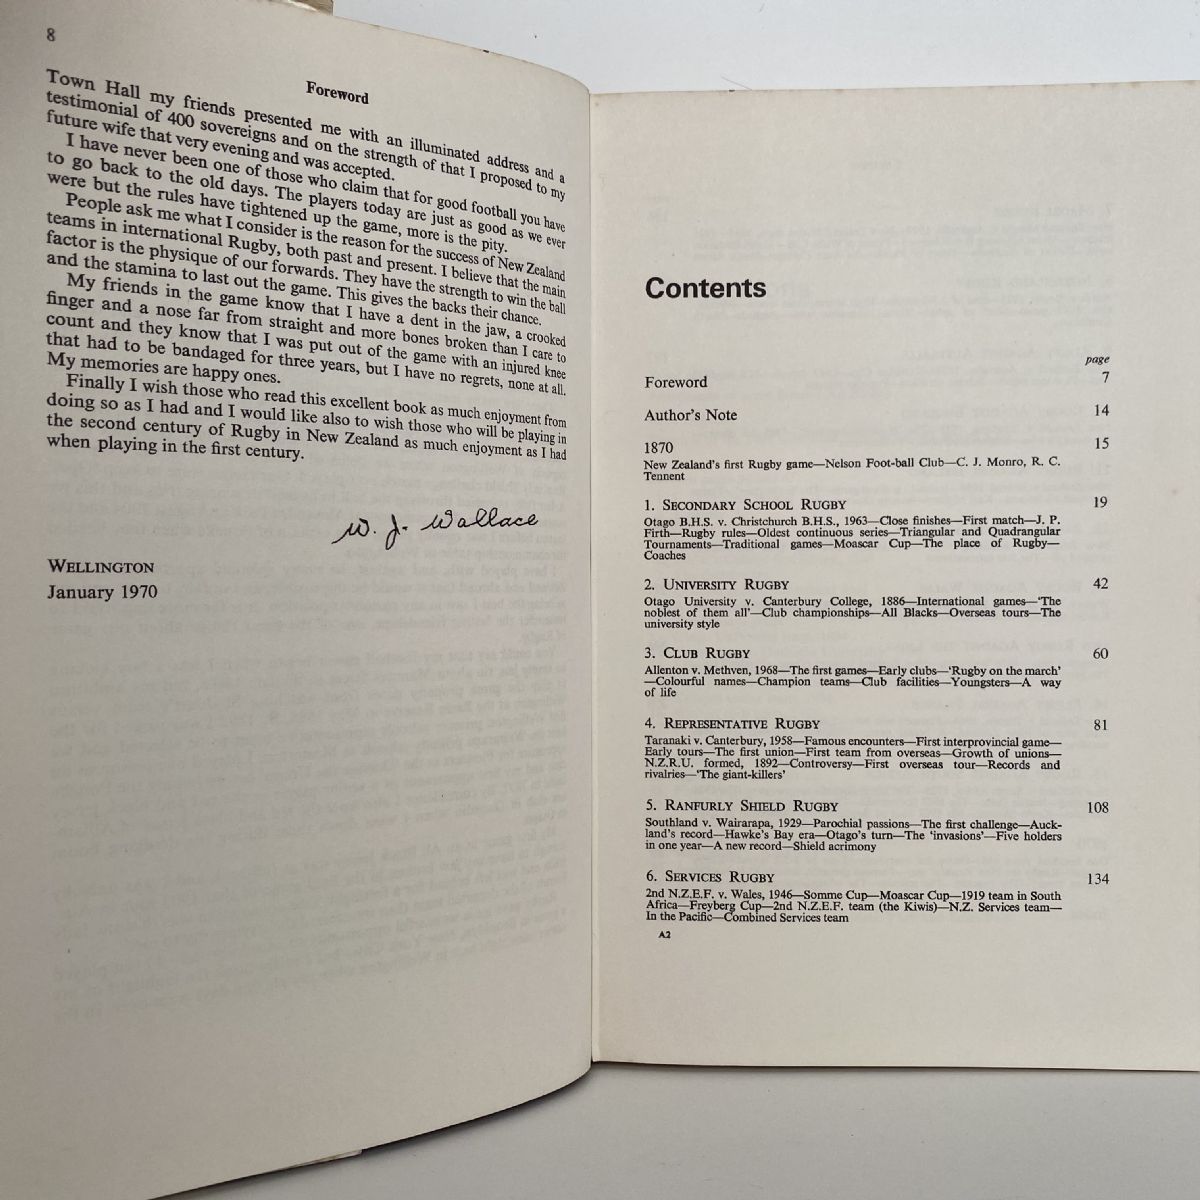 8
Foreword
Town Hall my friends presented me with an illuminated address and a
testimonial of 400 sovereigns and on the strength of that I proposed to my
future wife that very evening and was accepted.
I have never been one of those who claim that for good football you have
to go back to the old days. The players today are just as good as we ever
were but the rules have tightened up the game, more is the pity.
People ask me what I consider is the reason for the success of New Zealand
teams in international Rugby, both past and present. I believe that the main
factor is the physique of our forwards. They have the strength to win the ball
and the stamina to last out the game. This gives the backs their chance.
My friends in the game know that I have a dent in the jaw, a crooked
finger and a nose far from straight and more bones broken than I care to
count and they know that I was put out of the game with an injured knee
that had to be bandaged for three years, but I have no regrets, none at all.
My memories are happy ones.
Finally I wish those who read this excellent book as much enjoyment from
doing so as I had and I would like also to wish those who will be playing in
the second century of Rugby in New Zealand as much enjoyment as I had
when playing in the first century.
W. J. Wallace
WELLINGTON
January 1970
Contents
page
Foreword 7
Author's Note 14
1870 15
New Zealand's first Rugby game—Nelson Foot-ball Club—C. J. Monro, R. C.
Tennent
1. SECONDARY SCHOOL RUGBY 19
Otago B.H.S. v. Christchurch B.H.S., 1963—Close finishes—First match—J. P.
Firth—Rugby rules—Oldest continuous series—Triangular and Quadrangular
Tournaments—Traditional games—Moascar Cup—The place of Rugby—
Coaches
2. UNIVERSITY RUGBY 42
Otago University v. Canterbury College, 1886—International games—'The
noblest of them all'—Club championships—All Blacks—Overseas tours—The
university style
3. CLUB RUGBY 60
Allenton v. Methven, 1968—The first games—Early clubs—'Rugby on the march'
—Colourful names—Champion teams—Club facilities—Youngsters—A way
of life
4. REPRESENTATIVE RUGBY 81
Taranaki v. Canterbury, 1958—Famous encounters—First interprovincial game—
Early tours—The first union—First team from overseas—Growth of unions—
N.Z.R.U. formed, 1892—Controversy—First overseas tour—Records and
rivalries—'The giant-killers'
5. RANFURLY SHIELD RUGBY 108
Southland v. Wairarapa, 1929—Parochial passions—The first challenge—Auck-
land's record—Hawke's Bay era—Otago's turn—The 'invasions'—Five holders
in one year—A new record—Shield acrimony
6. SERVICES RUGBY 134
2nd N.Z.E.F. v. Wales, 1946—Somme Cup—Moascar Cup—1919 team in South
Africa—Freyberg Cup—2nd N.Z.E.F. team (the Kiwis)—N.Z. Services team—
In the Pacific—Combined Services team
A2